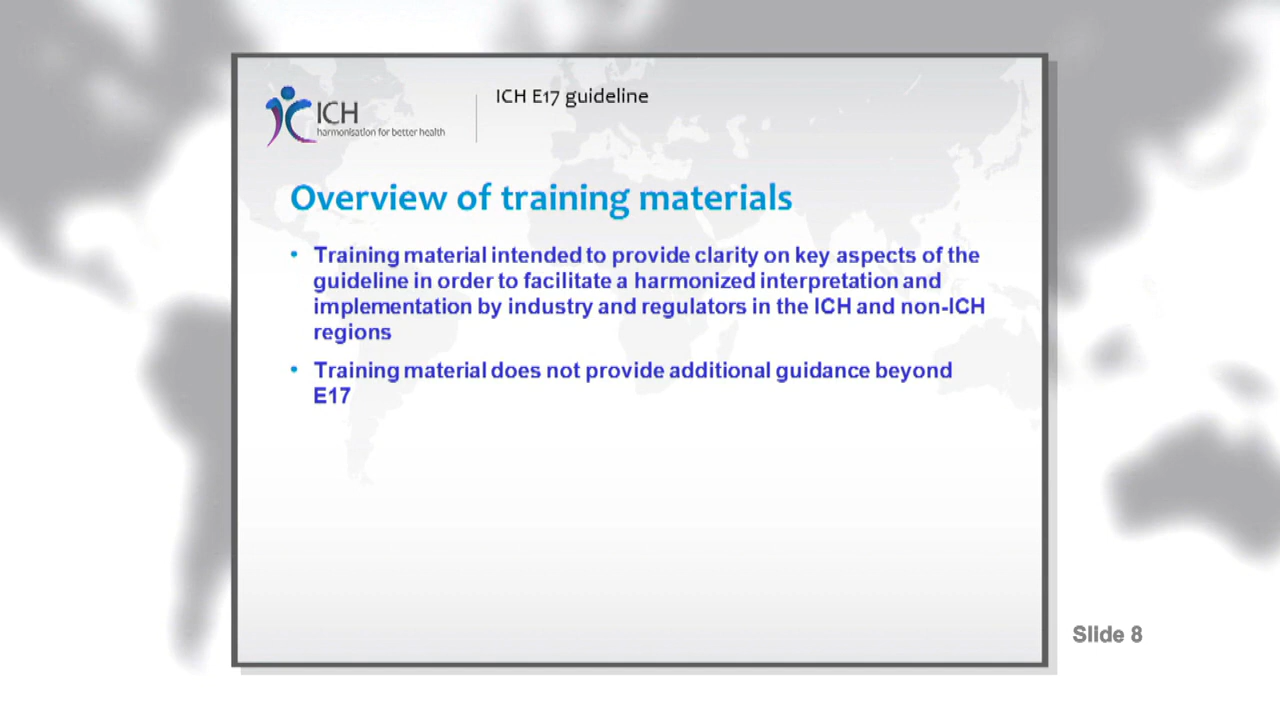 ICH
harmonisation for better health
ICH E17 guideline
Overview of training materials
• Training material intended to provide clarity on key aspects of the
guideline in order to facilitate a harmonized interpretation and
implementation by industry and regulators in the ICH and non-ICH
regions
• Training material does not provide additional guidance beyond
E17
Slide 8